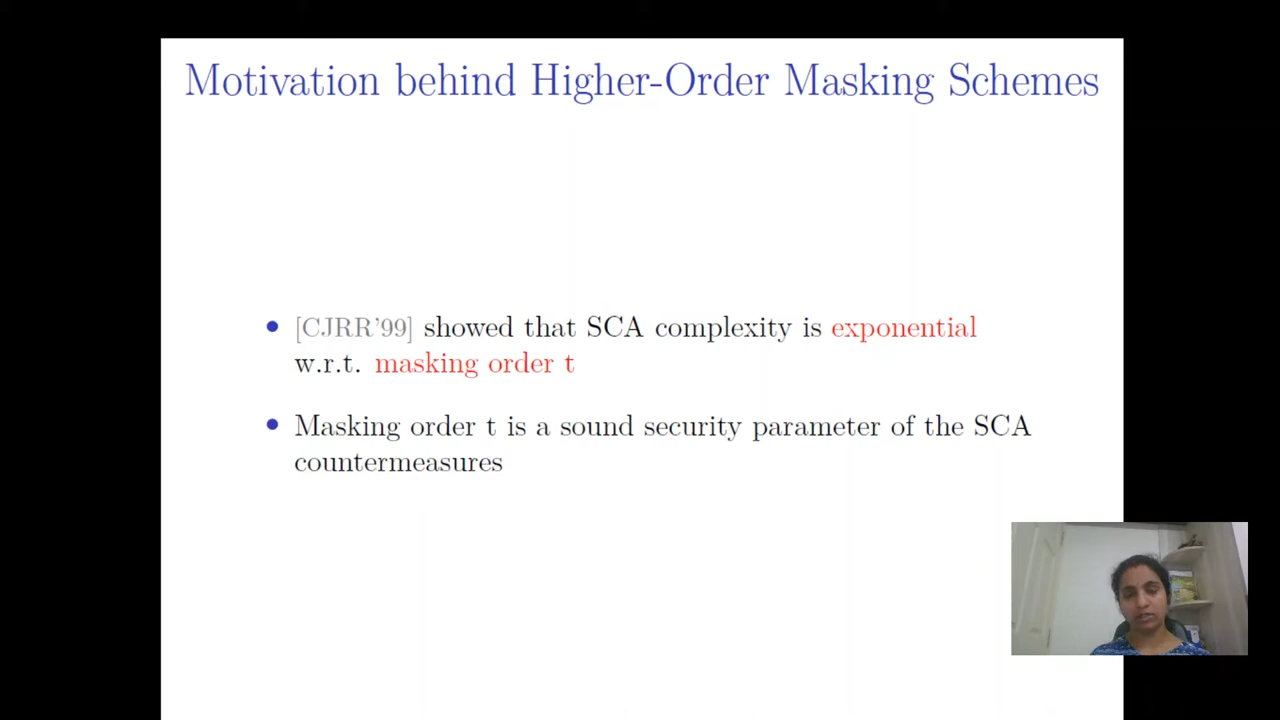 Motivation behind Higher-Order Masking Schemes
• [CJRR’99] showed that SCA complexity is exponential
w.r.t. masking order t
• Masking order t is a sound security parameter of the SCA
countermeasures